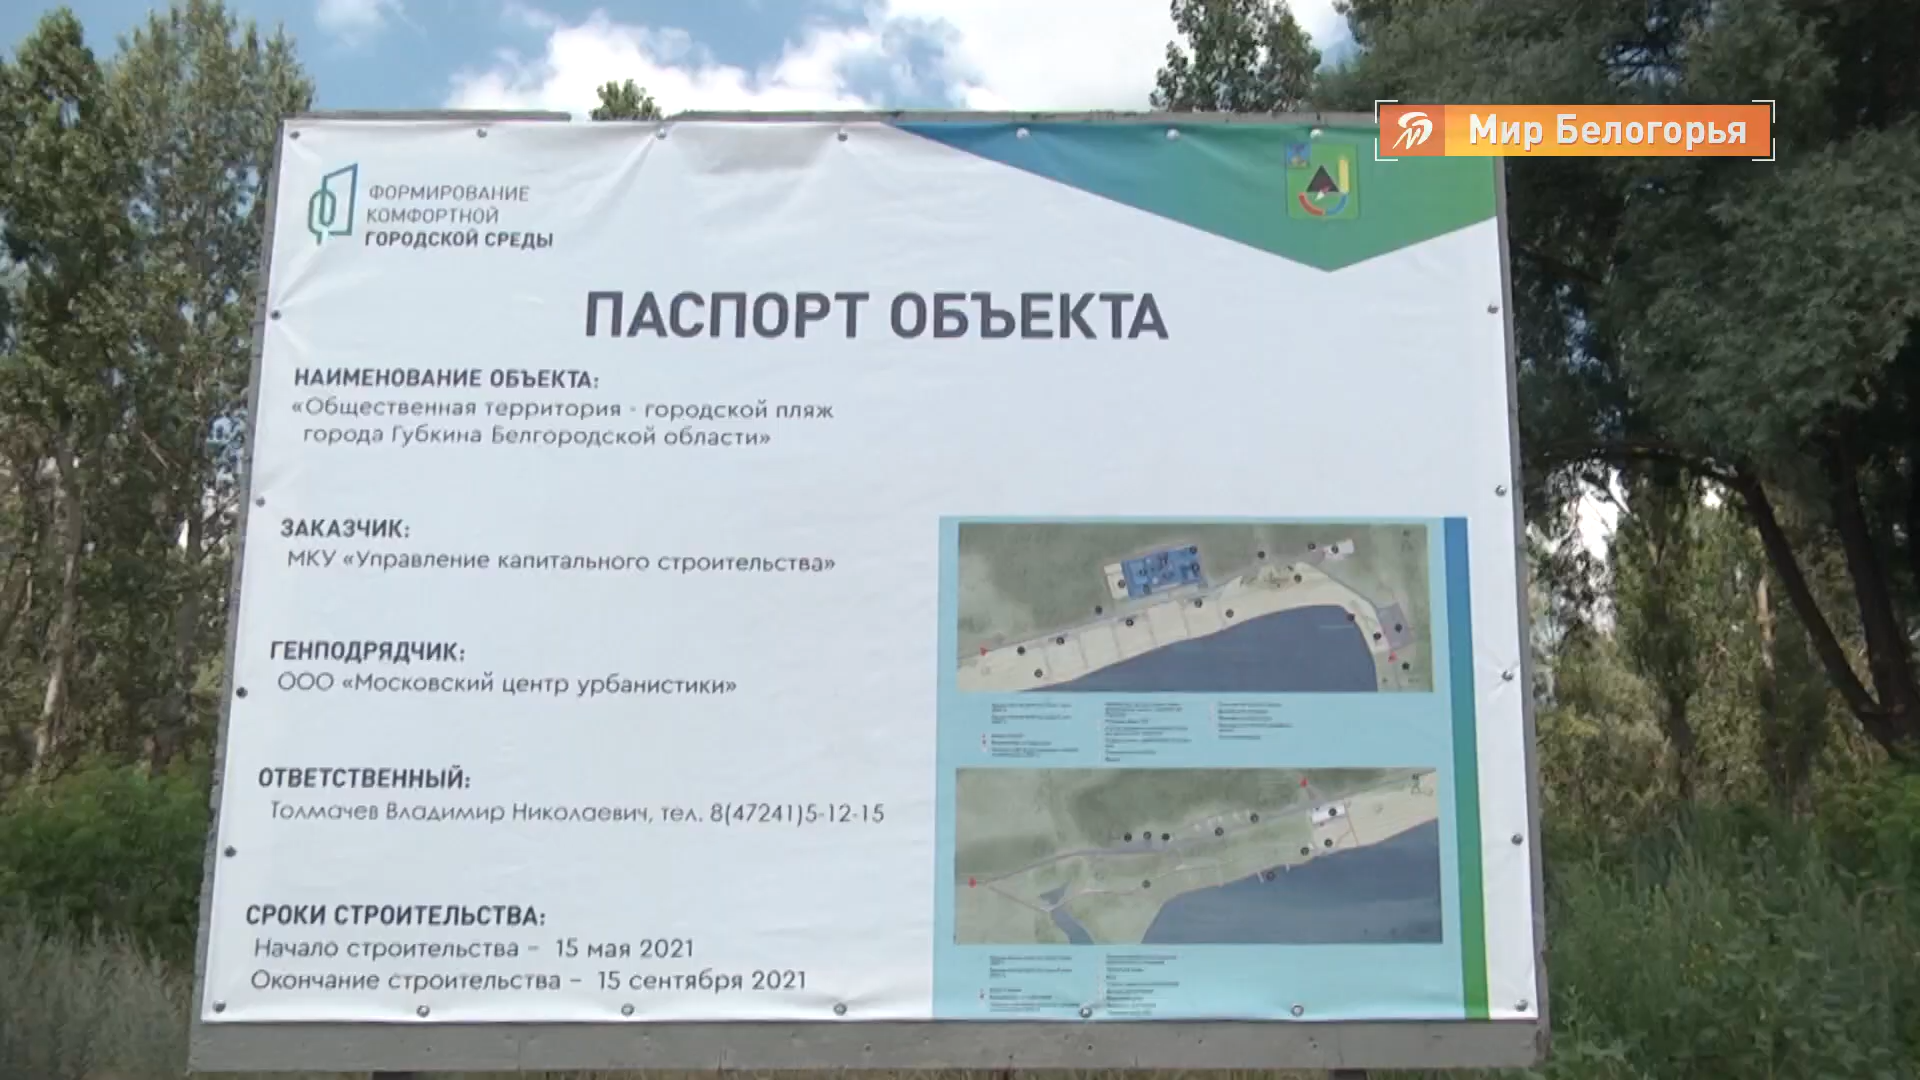 Мир Белогорья
ФОРМИРОВАНИЕ
КОМФОРТНОЙ
ГОРОДСКОЙ СРЕДЫ
ПАСПОРТ ОБЪЕКТА
НАИМЕНОВАНИЕ ОБЪЕКТА:
«Общественная территория - городской пляж
города Губкина Белгородской области»
ЗАКАЗЧИК:
МКУ «Управление капитального строительства»
ГЕНПОДРЯДЧИК:
ООО «Московский центр урбанистики»
ОТВЕТСТВЕННЫЙ:
Толмачев Владимир Николаевич, тел. 8(47241)5-12-15
СРОКИ СТРОИТЕЛЬСТВА:
Начало строительства – 15 мая 2021
Окончание строительства – 15 сентября 2021